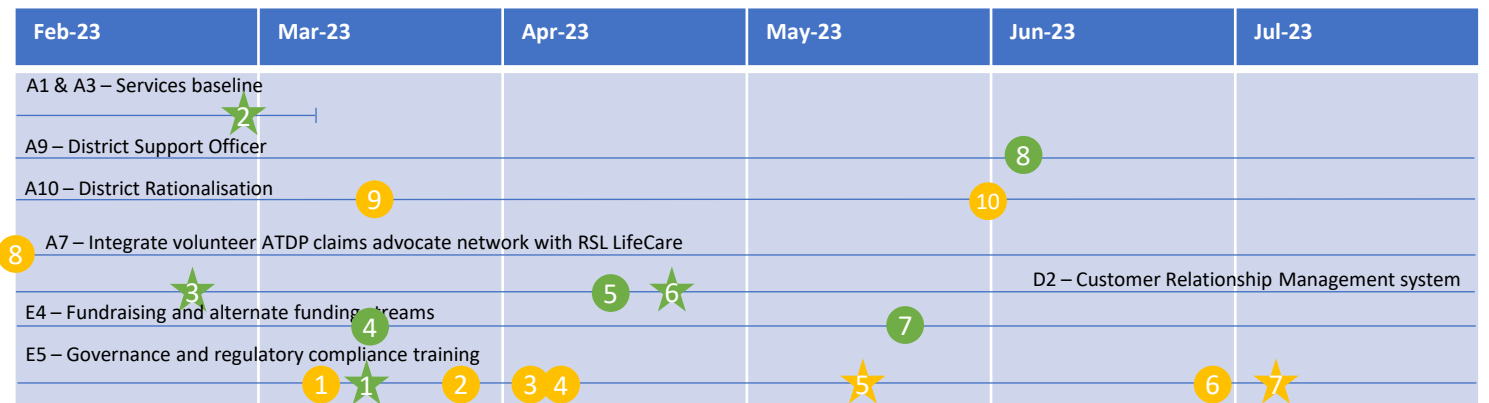 Feb-23 Mar-23 Apr-23 May-23 Jun-23 Jul-23
A1 & A3 – Services baseline
2
A9 – District Support Officer
8
A10 – District Rationalisation
9 10
A7 – Integrate volunteer ATDP claims advocate network with RSL LifeCare
8
D2 – Customer Relationship Management system
3 5 6
E4 – Fundraising and alternate funding streams
4 7
E5 – Governance and regulatory compliance training
1 1 2 3 4 5 6 7